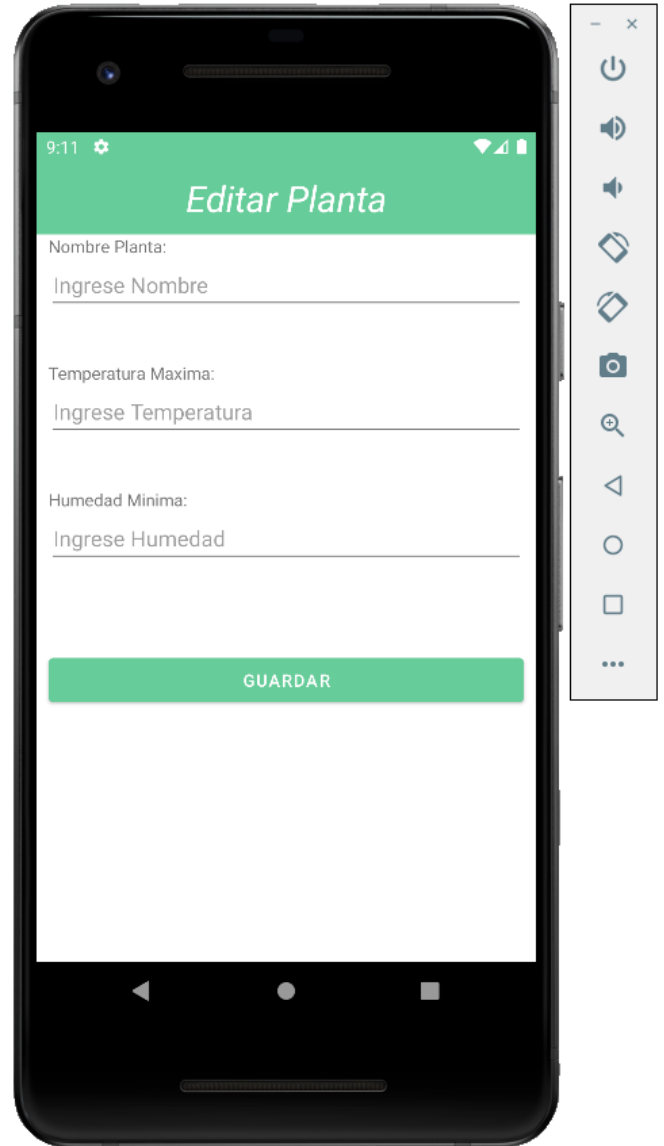 9:11
Editar Planta
Nombre Planta:
Ingrese Nombre
Temperatura Maxima:
Ingrese Temperatura
Humedad Minima:
Ingrese Humedad
GUARDAR